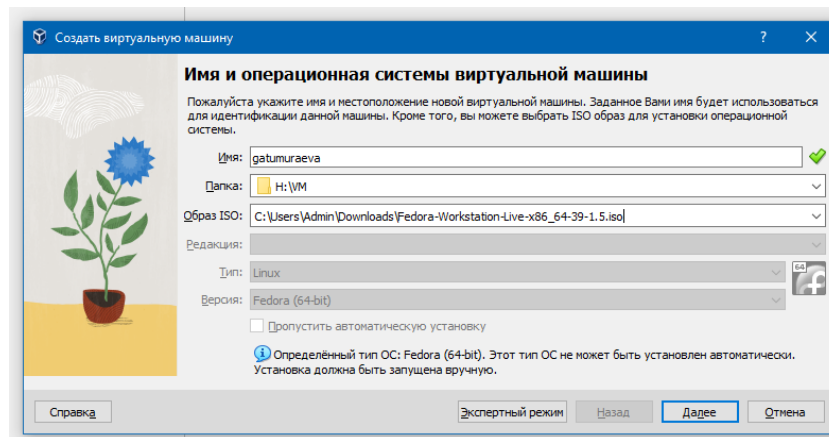 Создать виртуальную машину
Имя и операционная системы виртуальной машины
Пожалуйста укажите имя и местоположение новой виртуальной машины. Заданное Вами имя будет использоваться
для идентификации данной машины. Кроме того, вы можете выбрать ISO образ для установки операционной
системы.
Имя: gatumuraeva
Папка: H:\VM
Образ ISO: C:\Users\Admin\Downloads\Fedora-Workstation-Live-x86_64-39-1.5.iso
Редакция:
Тип: Linux
64
Версия: Fedora (64-bit)
Пропустить автоматическую установку
Определённый тип ОС: Fedora (64-bit). Этот тип ОС не может быть установлен автоматически.
Установка должна быть запущена вручную.
Справка Экспертный режим Назад Далее Отмена